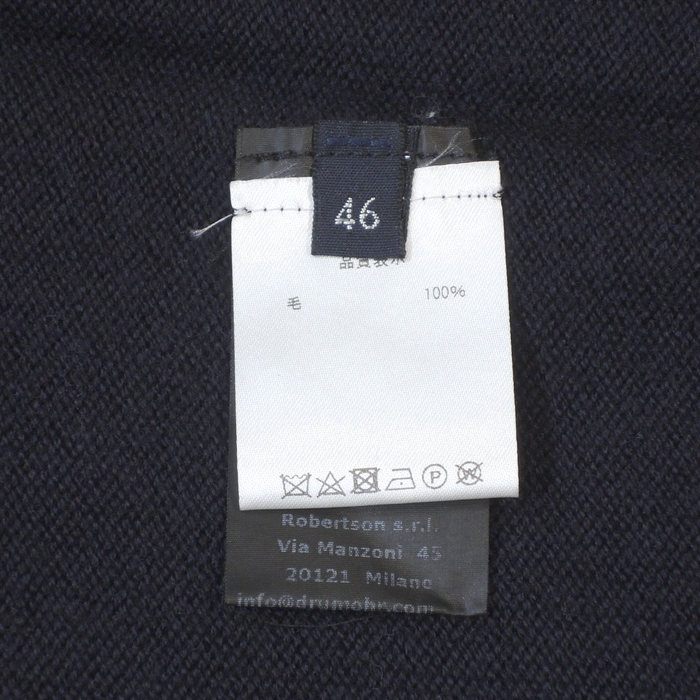 46
品質表示
毛 100%
P
W
Robertson s.r.l.
Via Manzoni 45
20121 Milano
info@drumohr.com